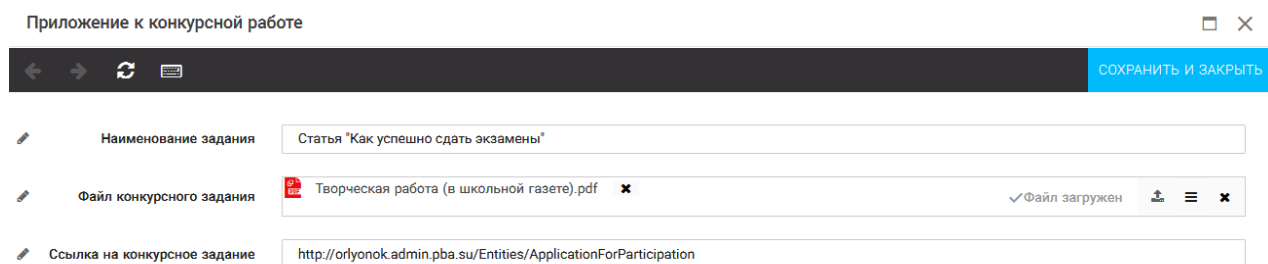 Приложение к конкурсной работе
СОХРАНИТЬ И ЗАКРЫТЬ
Наименование задания Статья "Как успешно сдать экзамены"
Файл конкурсного задания Творческая работа (в школьной газете).pdf Файл загружен
Ссылка на конкурсное задание http://orlyonok.admin.pba.su/Entities/ApplicationForParticipation